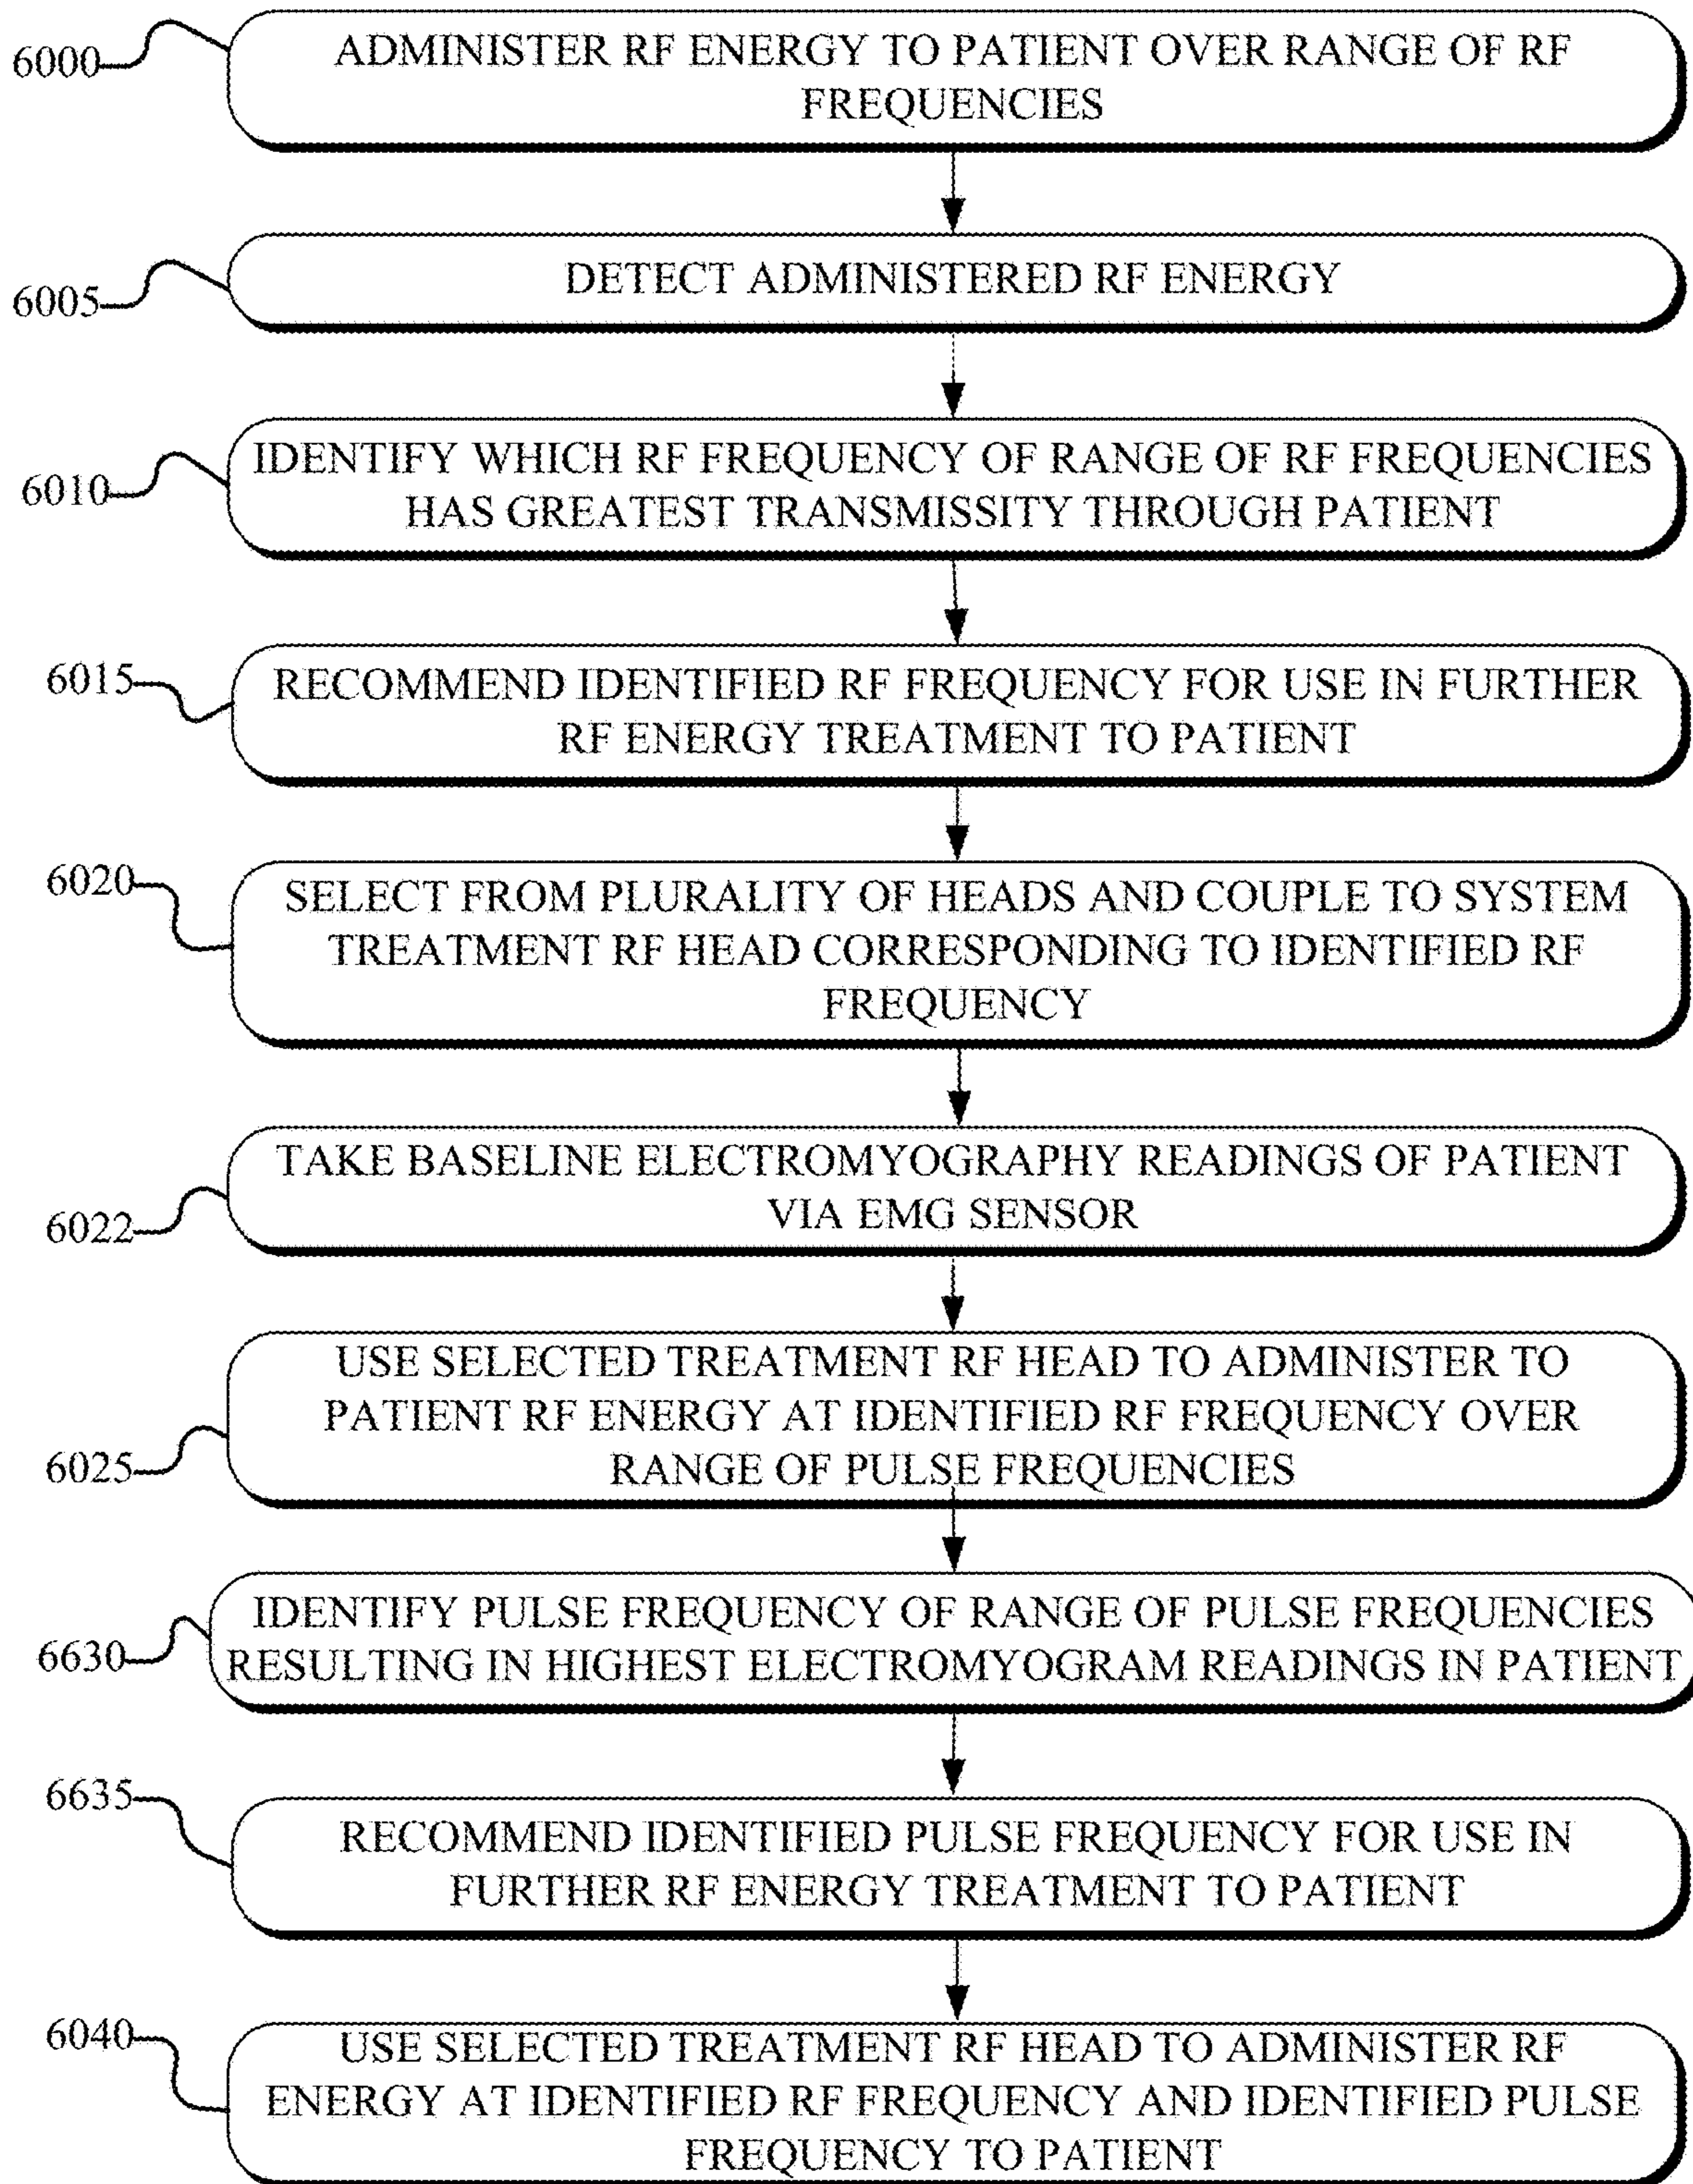 6000
ADMINISTER RF ENERGY TO PATIENT OVER RANGE OF RF
FREQUENCIES
6005
DETECT ADMINISTERED RF ENERGY
6010
IDENTIFY WHICH RF FREQUENCY OF RANGE OF RF FREQUENCIES
HAS GREATEST TRANSMISSITY THROUGH PATIENT
6015
RECOMMEND IDENTIFIED RF FREQUENCY FOR USE IN FURTHER
RF ENERGY TREATMENT TO PATIENT
6020
SELECT FROM PLURALITY OF HEADS AND COUPLE TO SYSTEM
TREATMENT RF HEAD CORRESPONDING TO IDENTIFIED RF
FREQUENCY
6022
TAKE BASELINE ELECTROMYOGRAPHY READINGS OF PATIENT
VIA EMG SENSOR
6025
USE SELECTED TREATMENT RF HEAD TO ADMINISTER TO
PATIENT RF ENERGY AT IDENTIFIED RF FREQUENCY OVER
RANGE OF PULSE FREQUENCIES
6630
IDENTIFY PULSE FREQUENCY OF RANGE OF PULSE FREQUENCIES
RESULTING IN HIGHEST ELECTROMYOGRAM READINGS IN PATIENT
6635
RECOMMEND IDENTIFIED PULSE FREQUENCY FOR USE IN
FURTHER RF ENERGY TREATMENT TO PATIENT
6040
USE SELECTED TREATMENT RF HEAD TO ADMINISTER RF
ENERGY AT IDENTIFIED RF FREQUENCY AND IDENTIFIED PULSE
FREQUENCY TO PATIENT